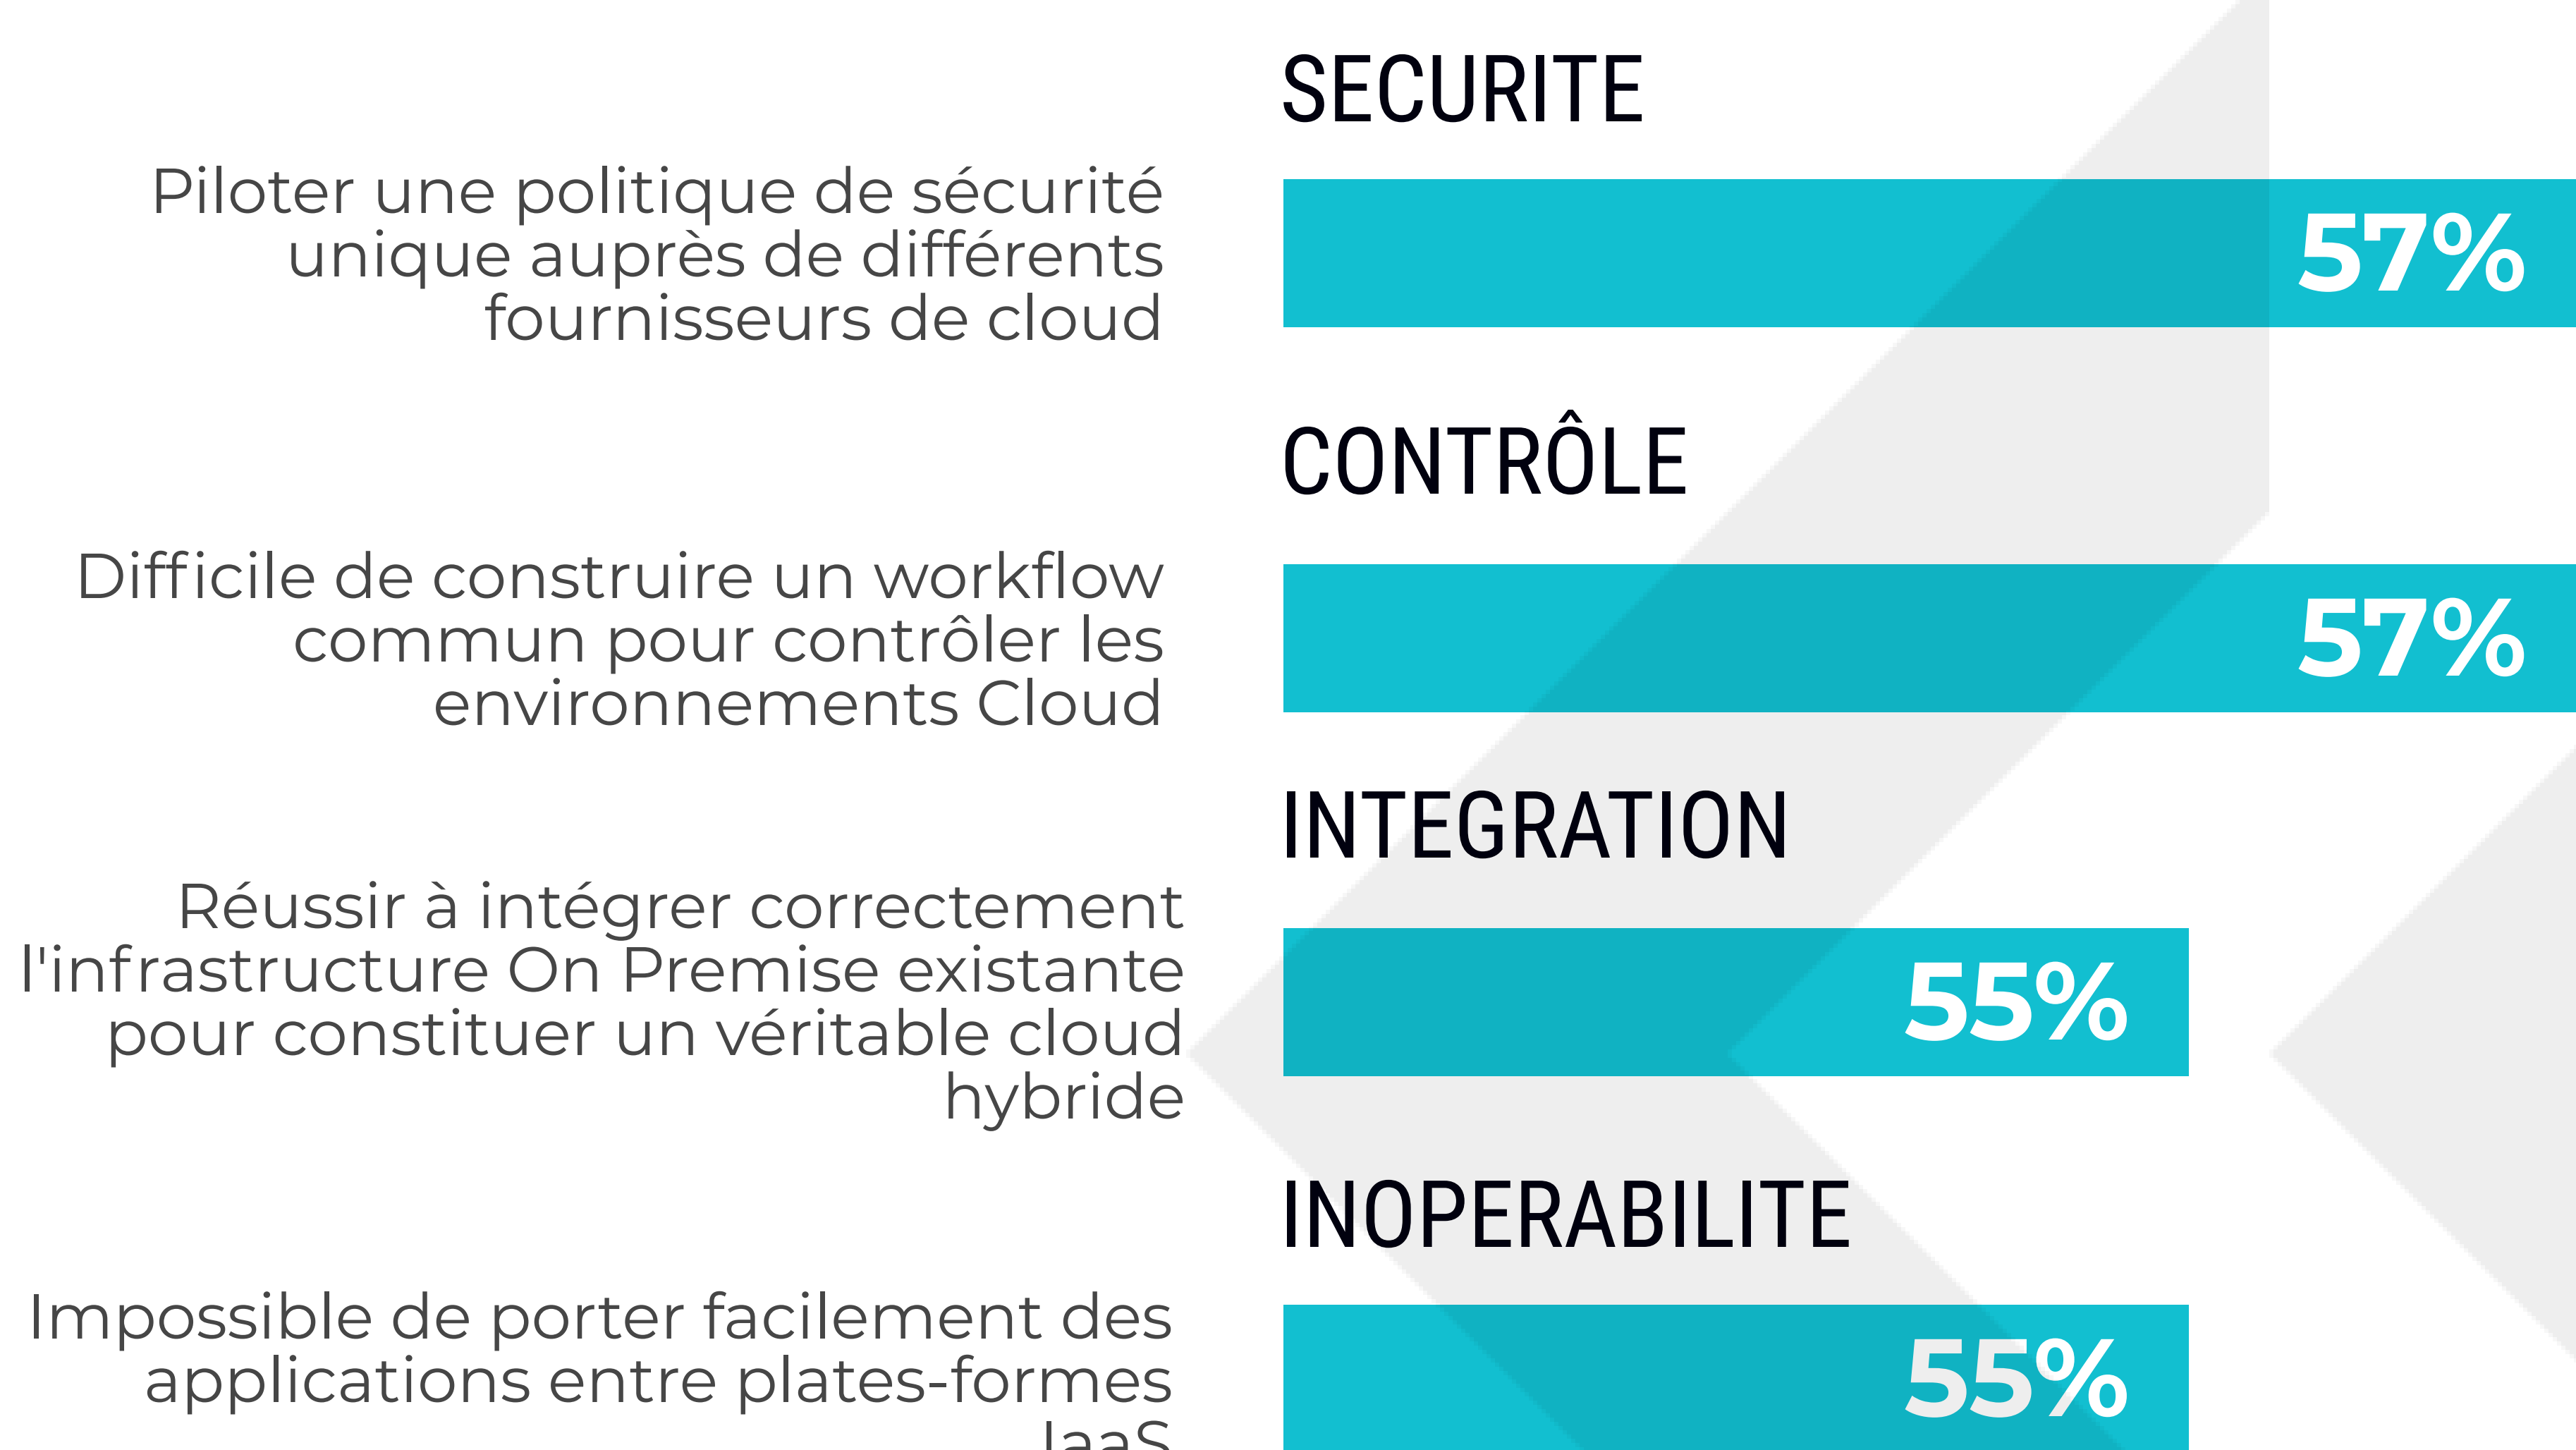 SECURITE
Piloter une politique de sécurité
unique auprès de différents
fournisseurs de cloud
57%
CONTRÔLE
Difficile de construire un workflow
commun pour contrôler les
environnements Cloud
57%
INTEGRATION
Réussir à intégrer correctement
l'infrastructure On Premise existante
pour constituer un véritable cloud
hybride
55%
INOPERABILITE
Impossible de porter facilement des
applications entre plates-formes
IaaS
55%